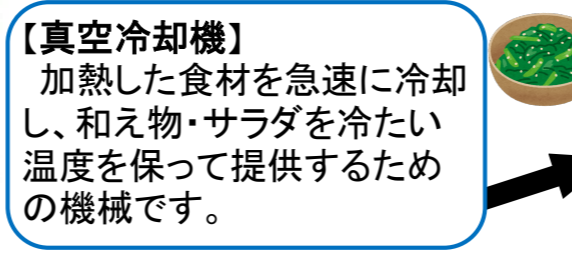 【真空冷却機】
　加熱した食材を急速に冷却
し、和え物・サラダを冷たい
温度を保って提供するため
の機械です。